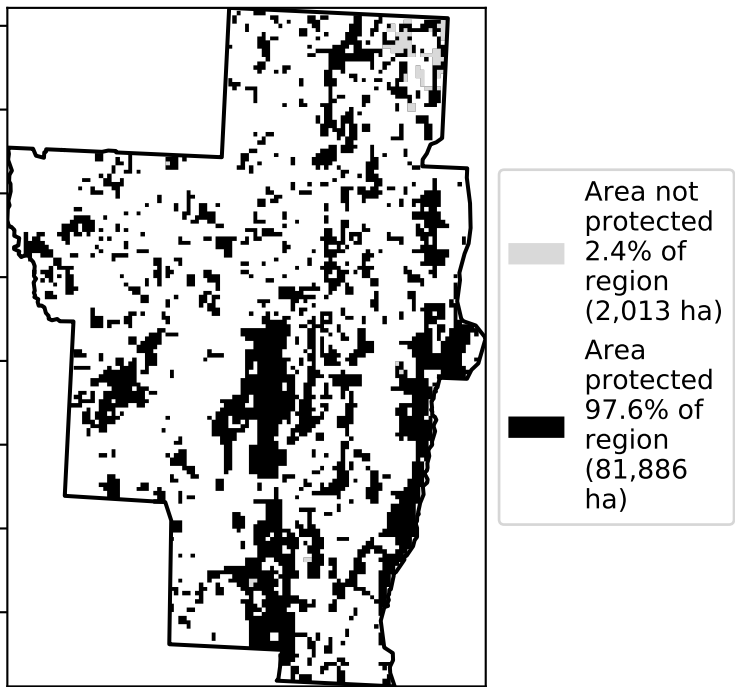 Area not
protected
2.4% of
region
(2,013 ha)
Area
protected
97.6% of
region
(81,886
ha)